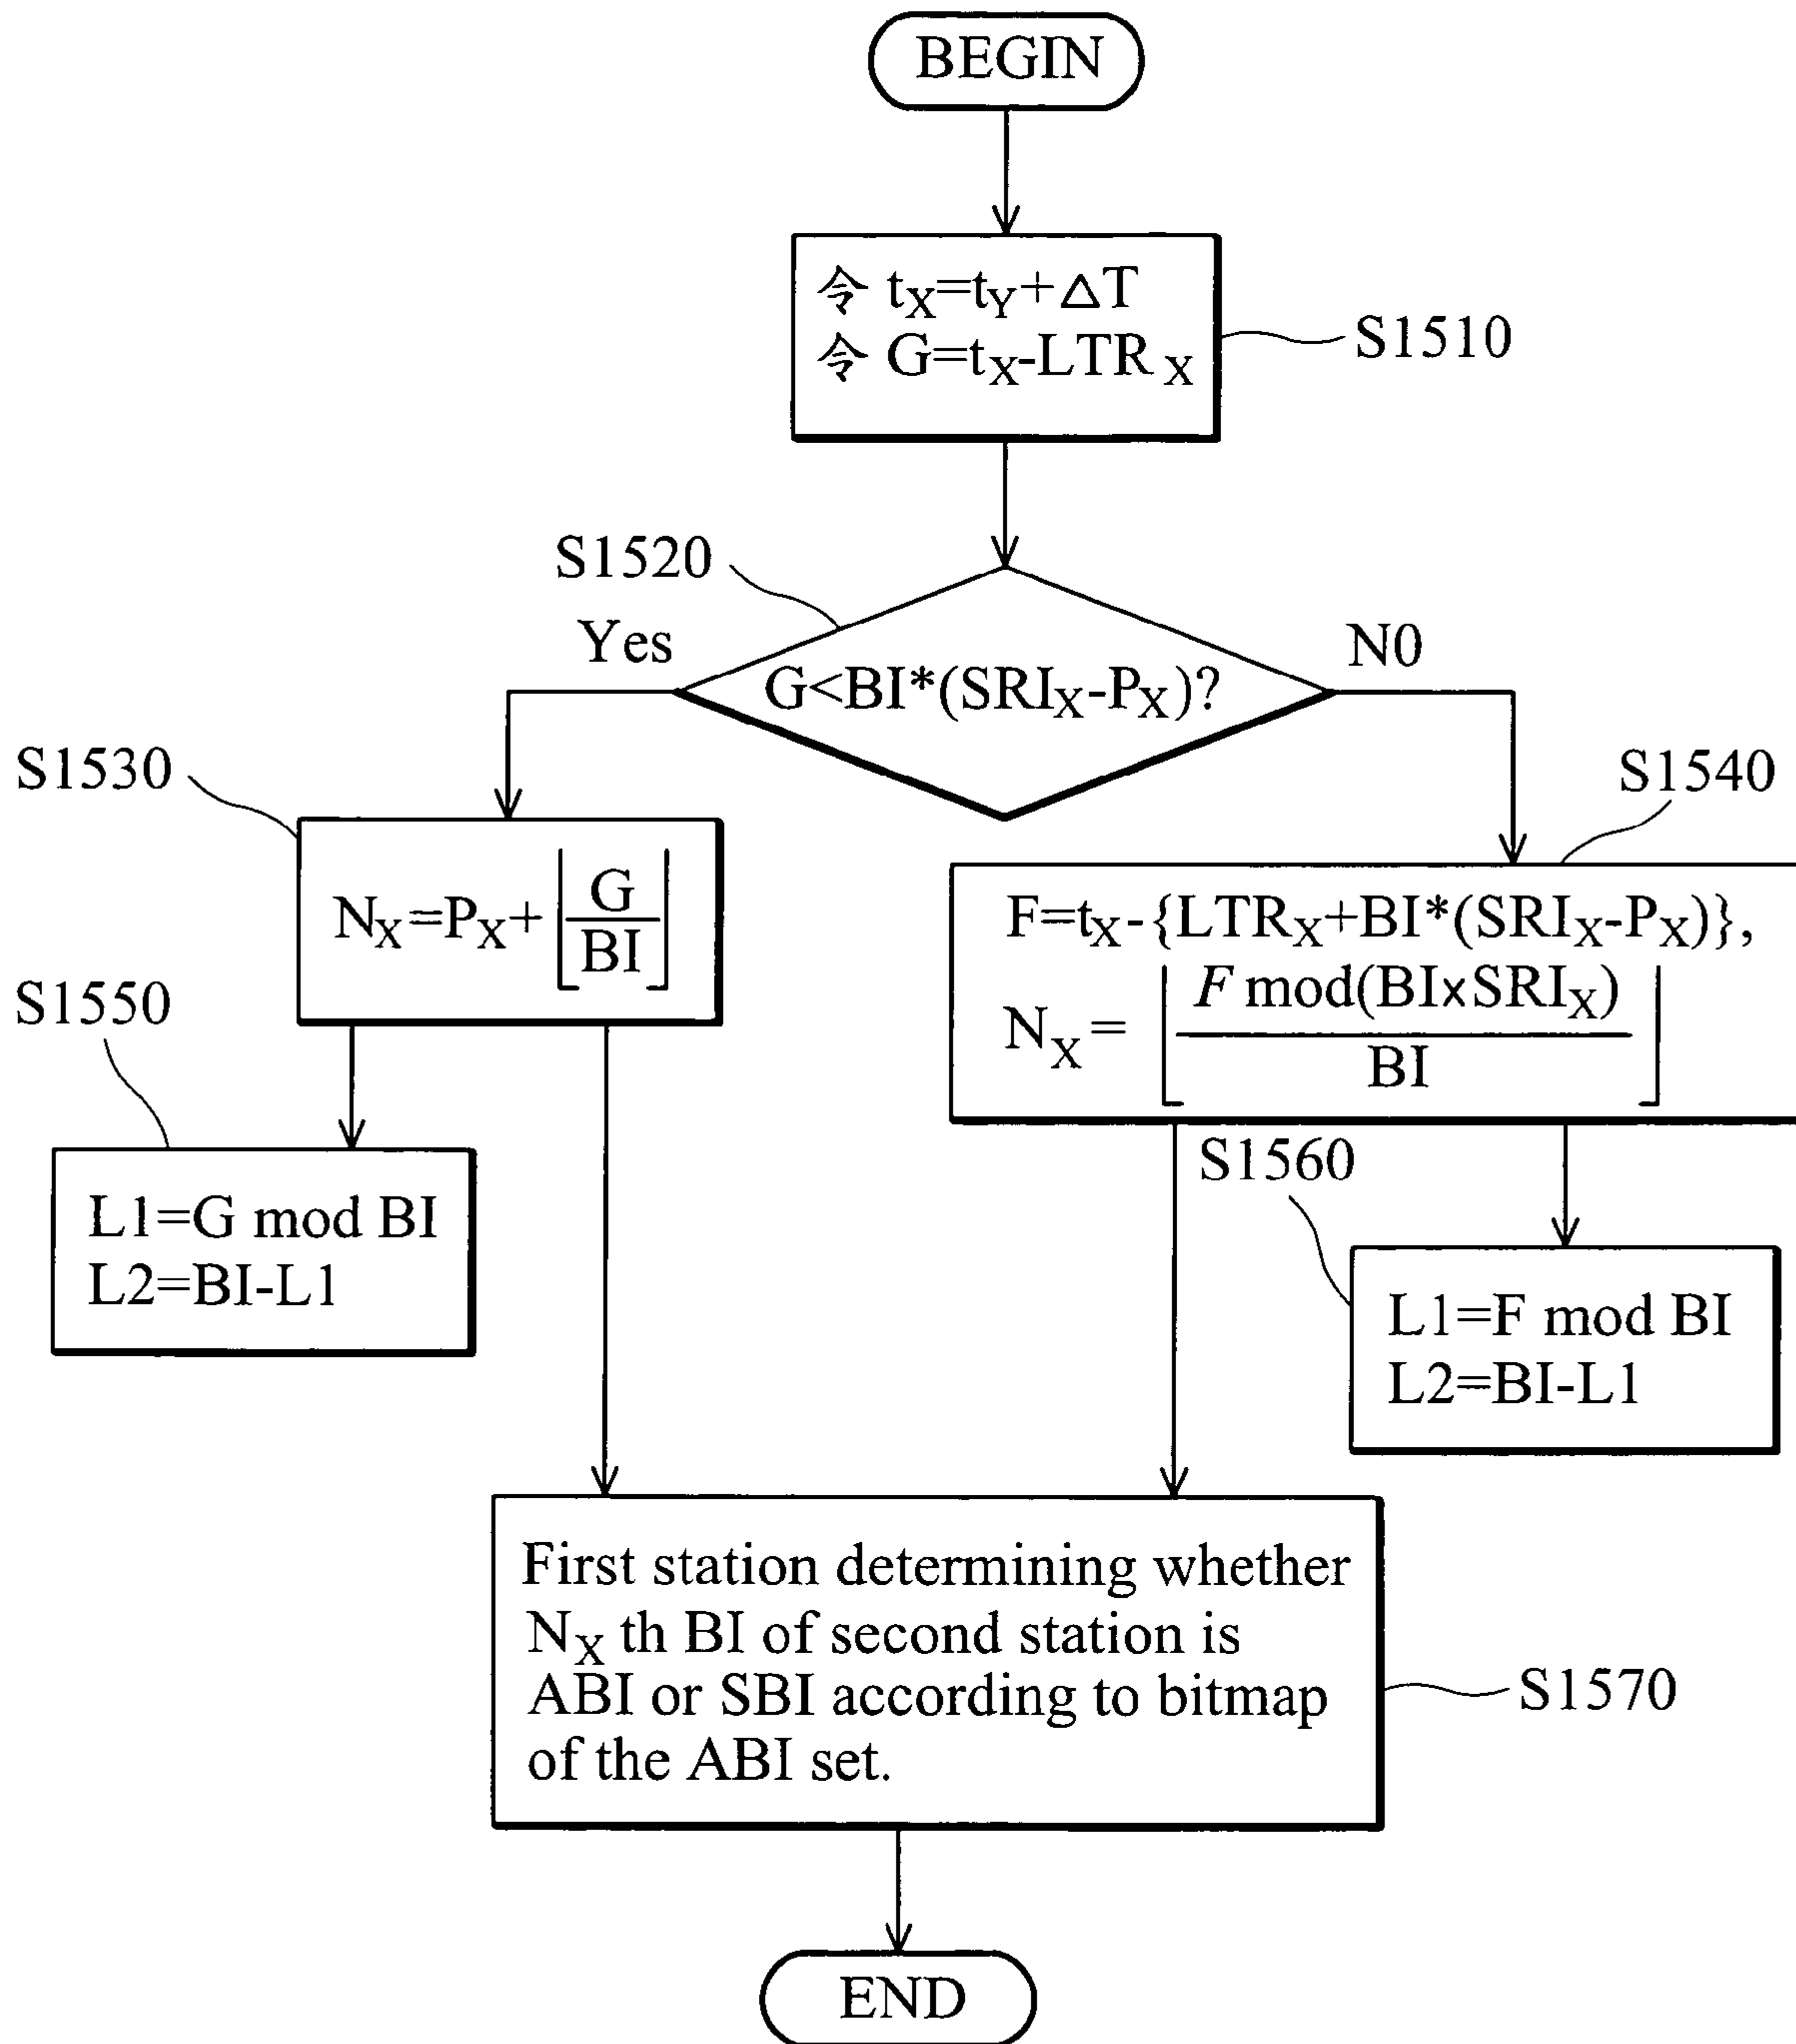 BEGIN
令 tX=tY+△T
令 G=tX-LTR X
S1510
S1520
Yes
N0
G<BI*(SRIX-PX)?
S1530
S1540
NX=PX+⌊G/BI⌋
F=tX-{LTRX+BI*(SRIX-PX)},
NX=⌊F mod(BI×SRIX)/BI⌋
S1550
S1560
L1=G mod BI
L2=BI-L1
L1=F mod BI
L2=BI-L1
First station determining whether
NX th BI of second station is
ABI or SBI according to bitmap
of the ABI set.
S1570
END